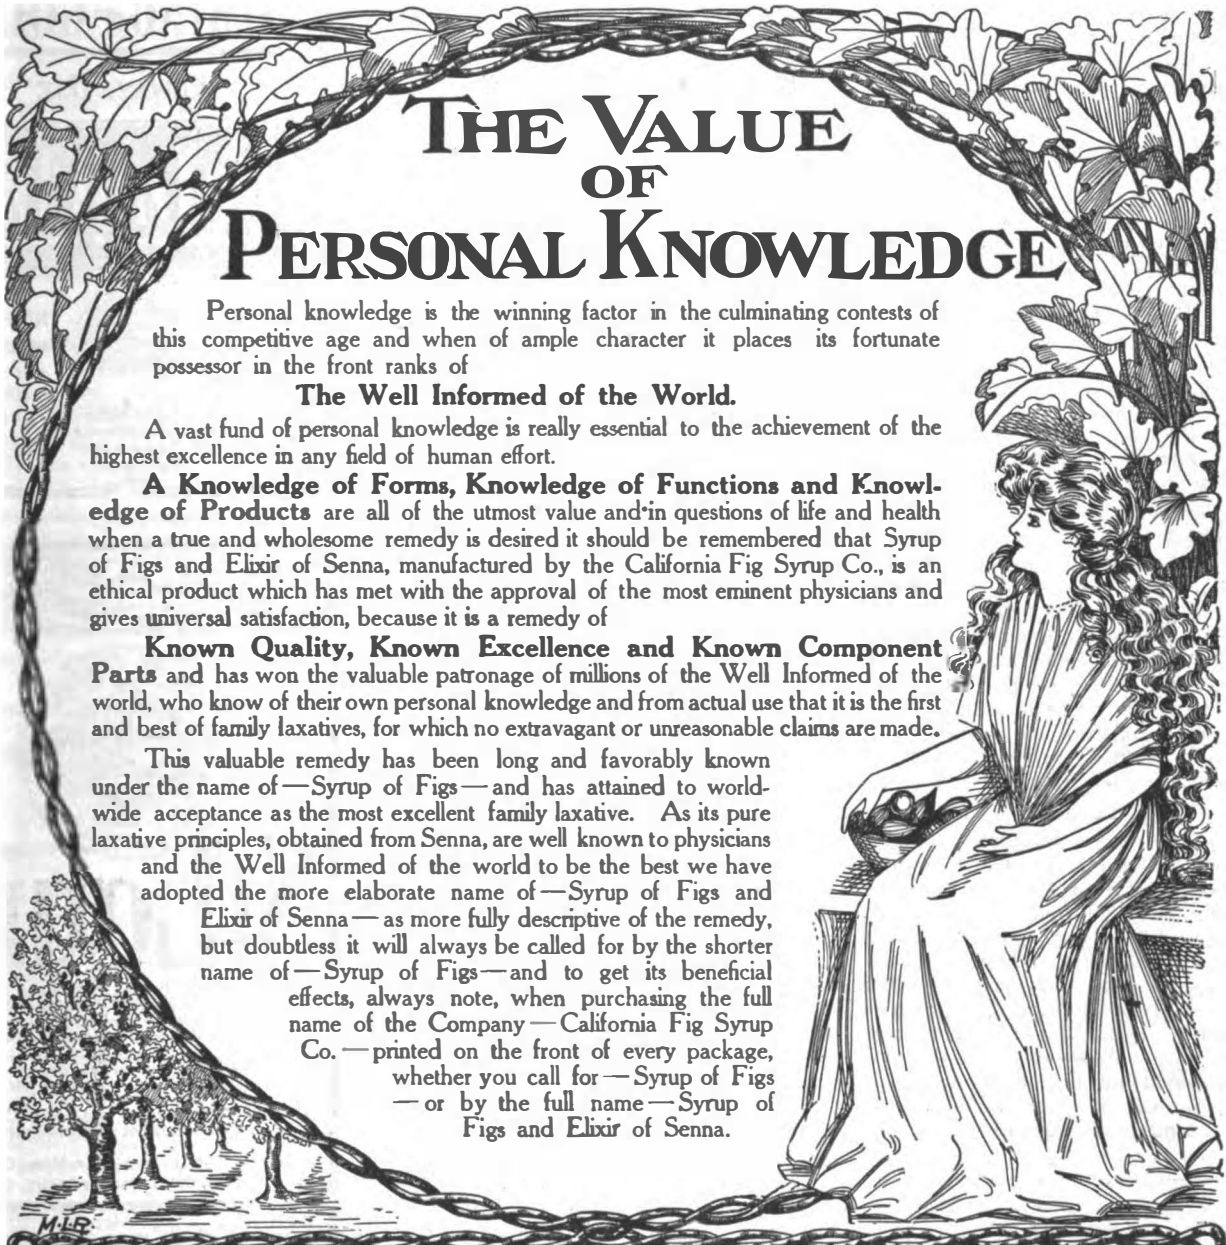 THE VALUE
OF
PERSONAL KNOWLEDGE
Personal knowledge is the winning factor in the culminating contests of
this competitive age and when of ample character it places its fortunate
possessor in the front ranks of
The Well Informed of the World.
A vast fund of personal knowledge is really essential to the achievement of the
highest excellence in any field of human effort.
A Knowledge of Forms, Knowledge of Functions and Knowl-
edge of Products are all of the utmost value and in questions of life and health
when a true and wholesome remedy is desired it should be remembered that Syrup
of Figs and Elixir of Senna, manufactured by the California Fig Syrup Co., is an
ethical product which has met with the approval of the most eminent physicians and
gives universal satisfaction, because it is a remedy of
Known Quality, Known Excellence and Known Component
Parts and has won the valuable patronage of millions of the Well Informed of the
world, who know of their own personal knowledge and from actual use that it is the first
and best of family laxatives, for which no extravagant or unreasonable claims are made.
This valuable remedy has been long and favorably known
under the name of—Syrup of Figs—and has attained to world-
wide acceptance as the most excellent family laxative. As its pure
laxative principles, obtained from Senna, are well known to physicians
and the Well Informed of the world to be the best we have
adopted the more elaborate name of—Syrup of Figs and
Elixir of Senna—as more fully descriptive of the remedy,
but doubtless it will always be called for by the shorter
name of—Syrup of Figs—and to get its beneficial
effects, always note, when purchasing the full
name of the Company—California Fig Syrup
Co.—printed on the front of every package,
whether you call for—Syrup of Figs
—or by the full name—Syrup of
Figs and Elixir of Senna.
M.I.R.